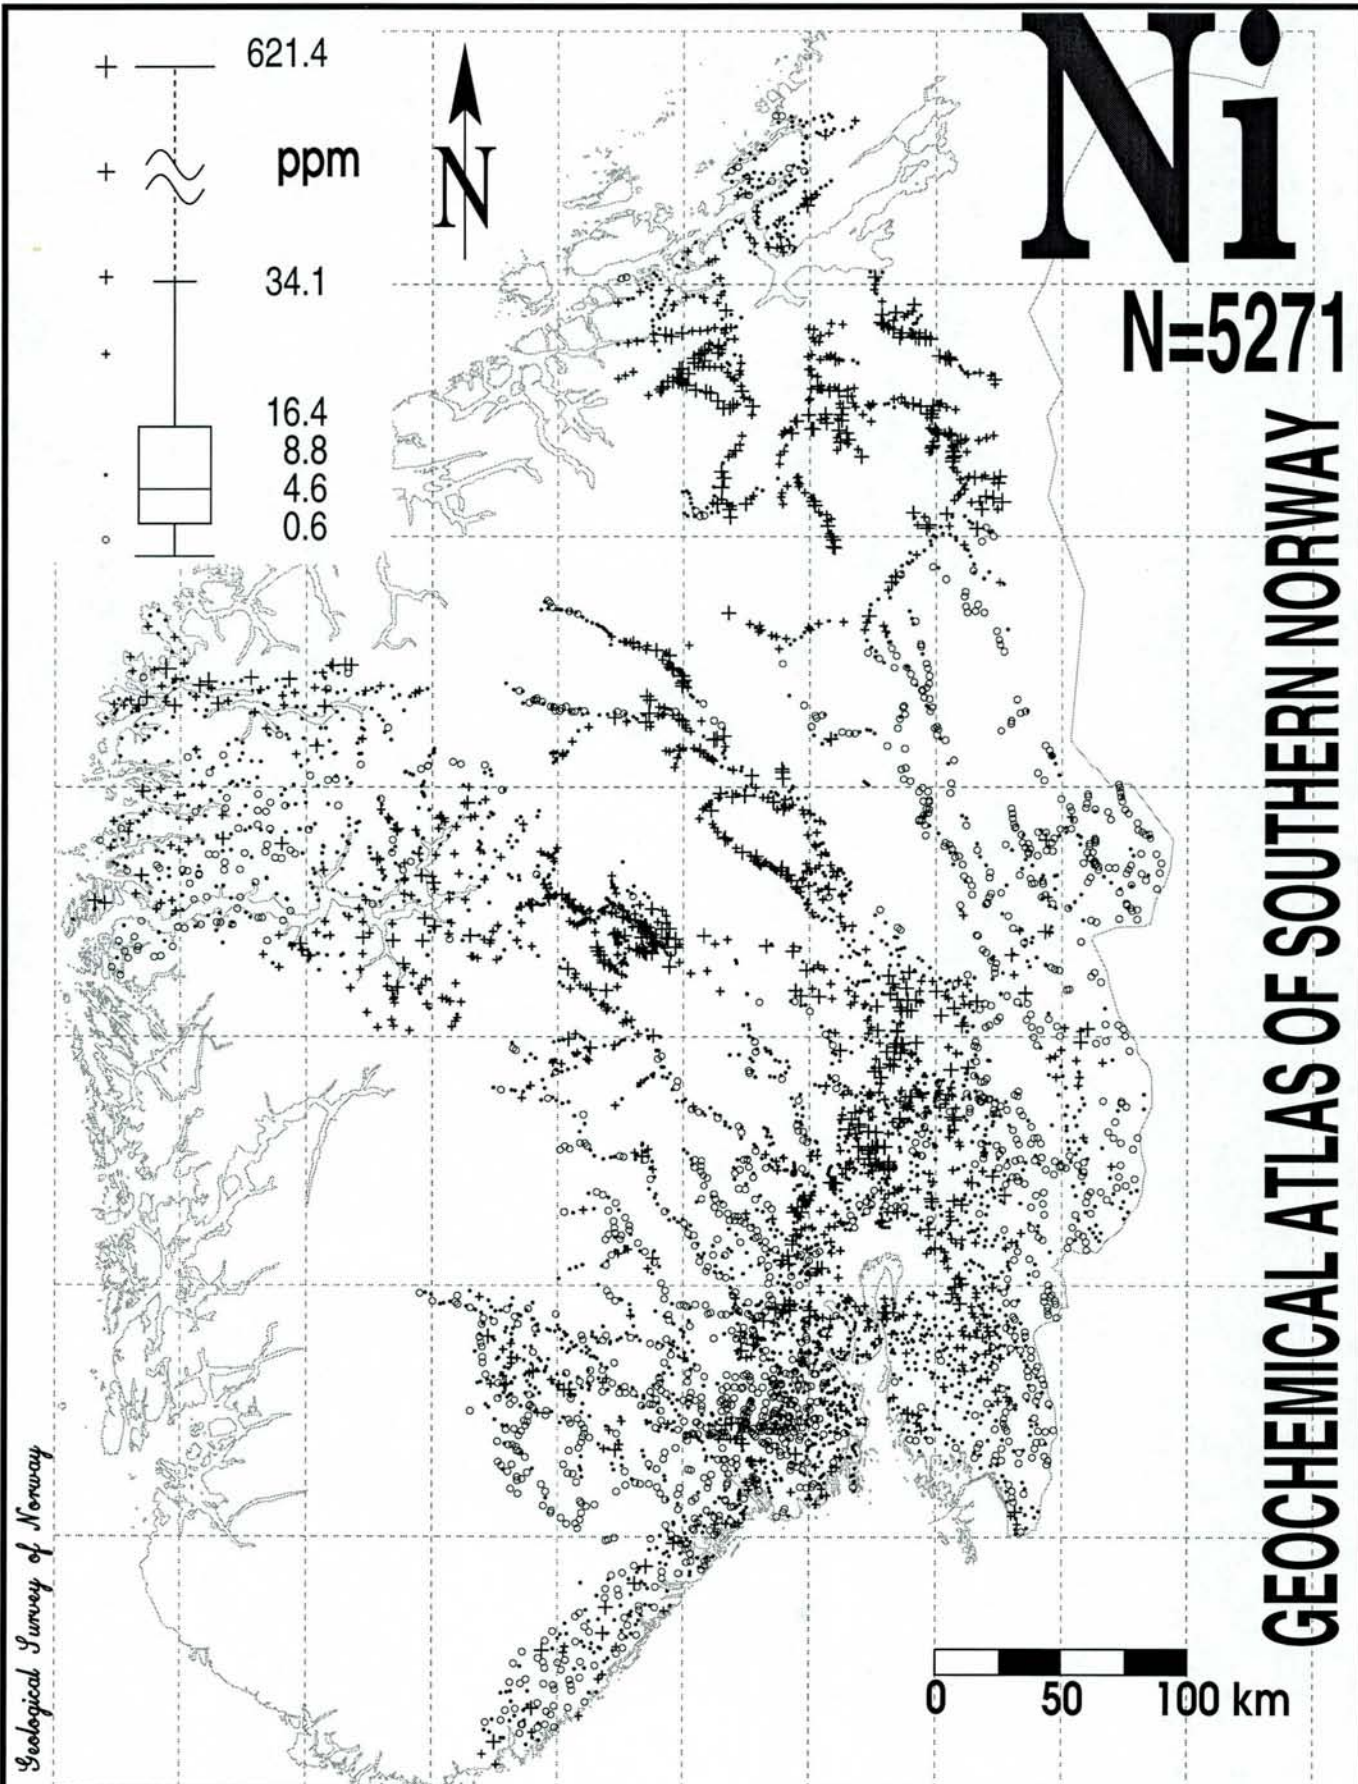 Ni
N=5271
621.4
ppm
34.1
16.4
8.8
4.6
0.6
N
GEOCHEMICAL ATLAS OF SOUTHERN NORWAY
Geological Survey of Norway
0 50 100 km